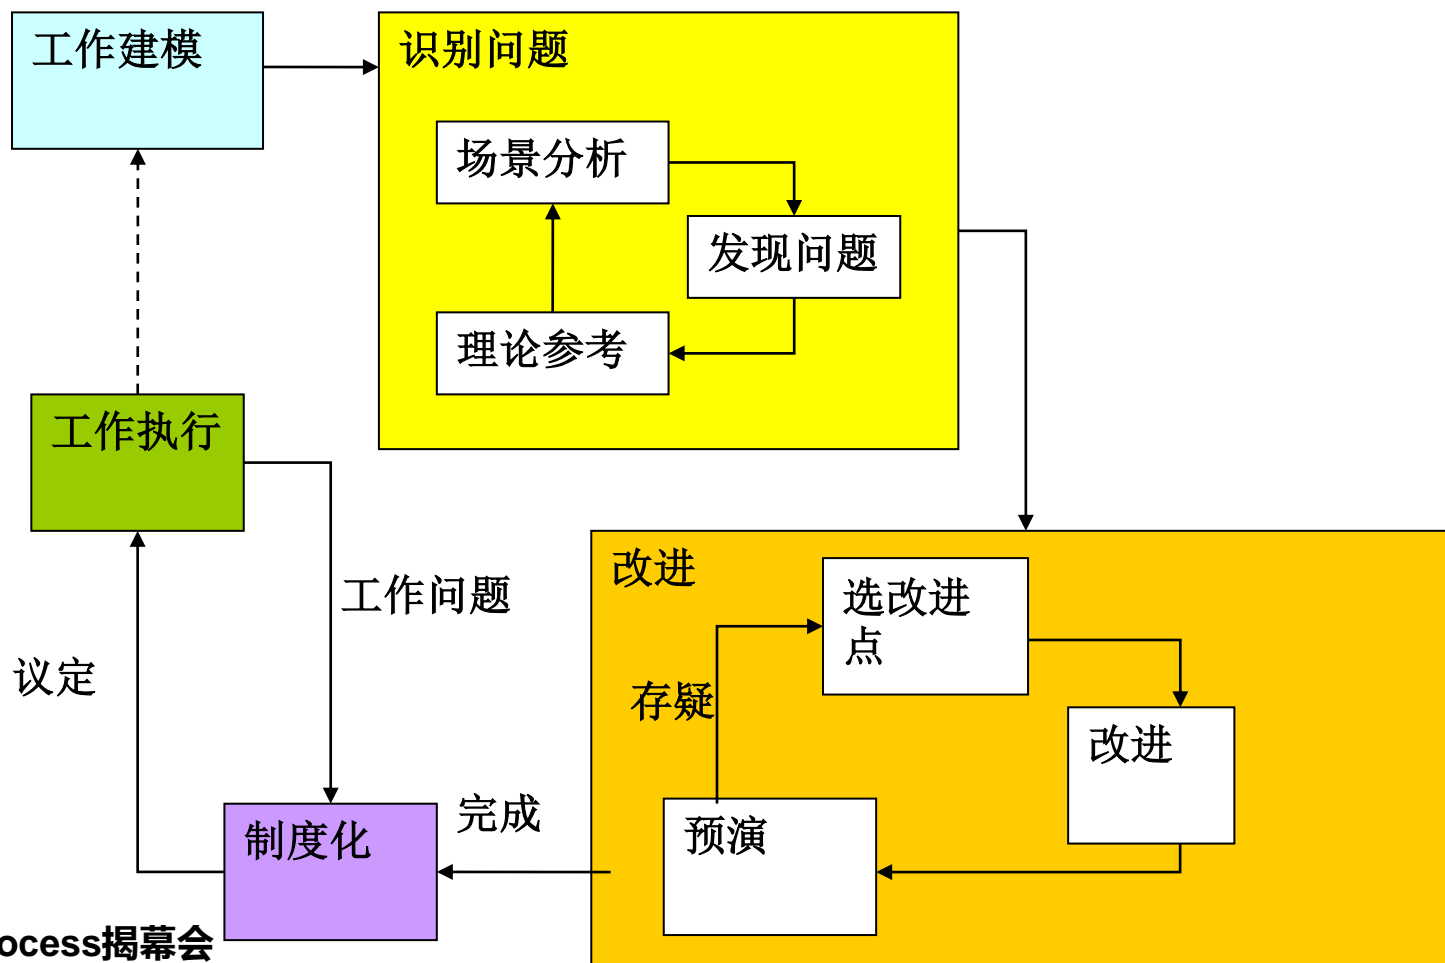 工作建模
识别问题
场景分析
发现问题
理论参考
工作执行
工作问题
议定
改进
选改进
点
存疑
改进
完成
预演
制度化
ocess揭幕会